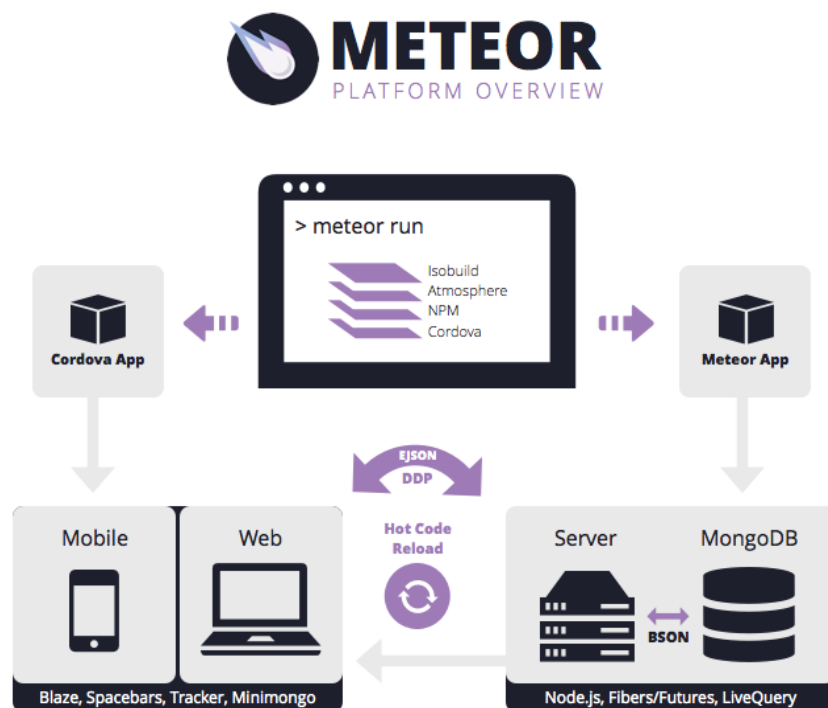 METEOR
PLATFORM OVERVIEW
> meteor run
Isobuild
Atmosphere
NPM
Cordova
Cordova App
Meteor App
EJSON
DDP
Hot Code
Reload
Mobile
Web
Server
MongoDB
BSON
Blaze, Spacebars, Tracker, Minimongo
Node.js, Fibers/Futures, LiveQuery